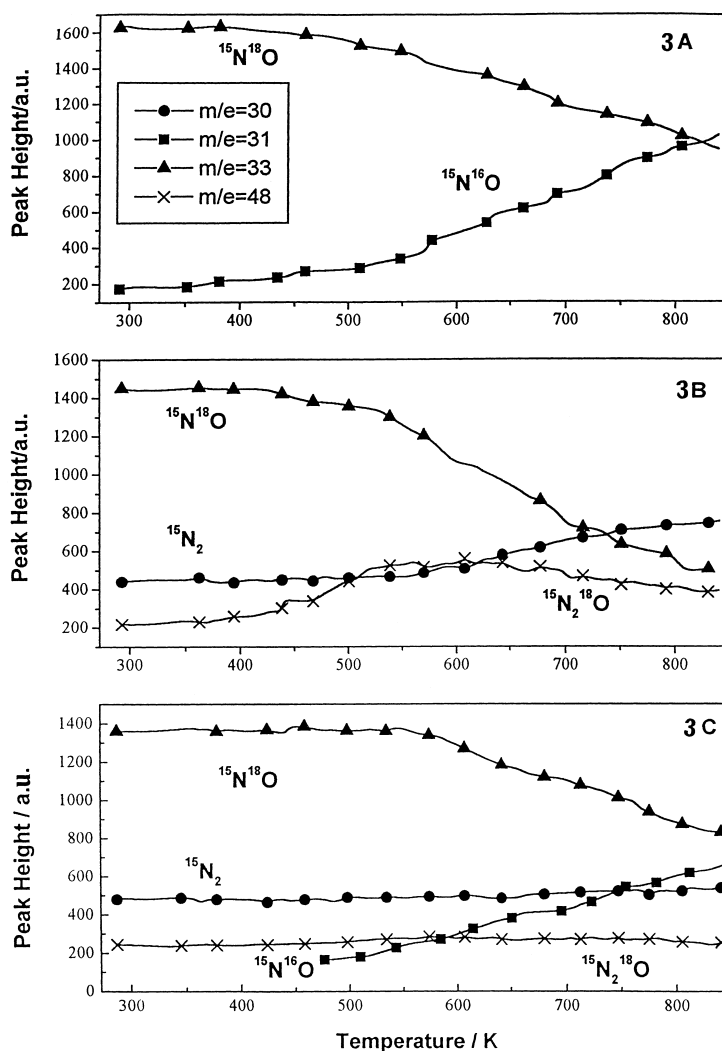 3A
¹⁵N¹⁸O
m/e=30
m/e=31
m/e=33
m/e=48
¹⁵N¹⁶O
Peak Height/a.u.
1600
1400
1200
1000
800
600
400
200
300 400 500 600 700 800
3B
¹⁵N¹⁸O
¹⁵N₂
¹⁵N₂¹⁸O
Peak Height/a.u.
1600
1400
1200
1000
800
600
400
200
300 400 500 600 700 800
3C
¹⁵N¹⁸O
¹⁵N₂
¹⁵N¹⁶O
¹⁵N₂¹⁸O
Peak Height / a.u.
1400
1200
1000
800
600
400
200
0
300 400 500 600 700 800
Temperature / K